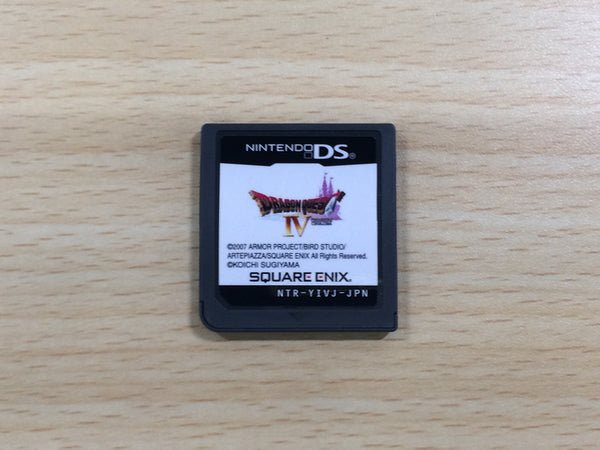 NINTENDO DS®
DRAGON QUEST
IV
©2007 ARMOR PROJECT/BIRD STUDIO/
ARTEPIAZZA/SQUARE ENIX All Rights Reserved.
©KOICHI SUGIYAMA
SQUARE ENIX.
NTR-YIVJ-JPN